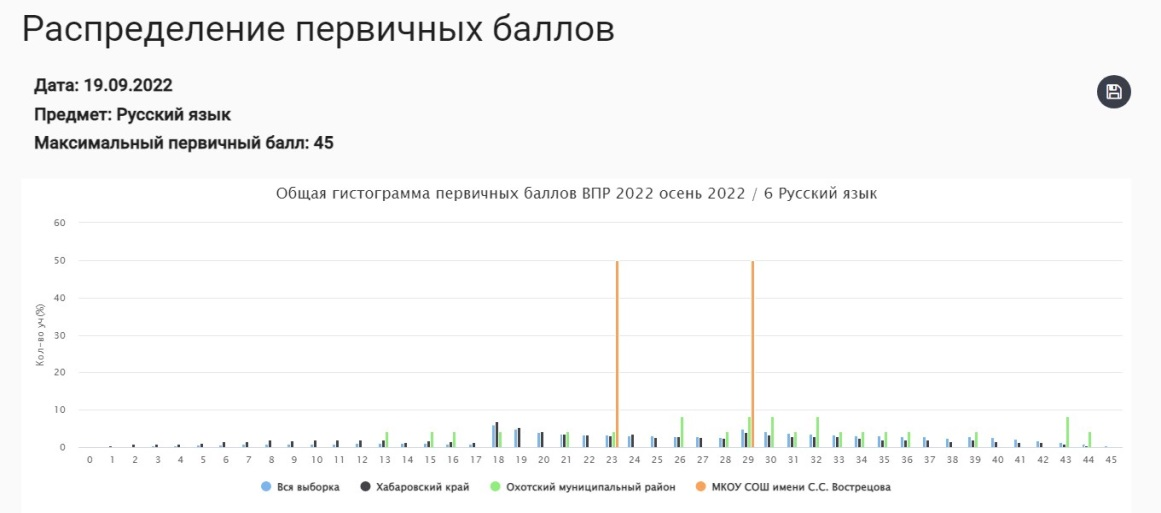 Распределение первичных баллов
Дата: 19.09.2022
Предмет: Русский язык
Максимальный первичный балл: 45
Общая гистограмма первичных баллов ВПР 2022 осень 2022 / 6 Русский язык
60
50
40
30
20
10
0
Кол-во уч(%)
0 1 2 3 4 5 6 7 8 9 10 11 12 13 14 15 16 17 18 19 20 21 22 23 24 25 26 27 28 29 30 31 32 33 34 35 36 37 38 39 40 41 42 43 44 45
Вся выборка Хабаровский край Охотский муниципальный район МКОУ СОШ имени С.С. Вострецова